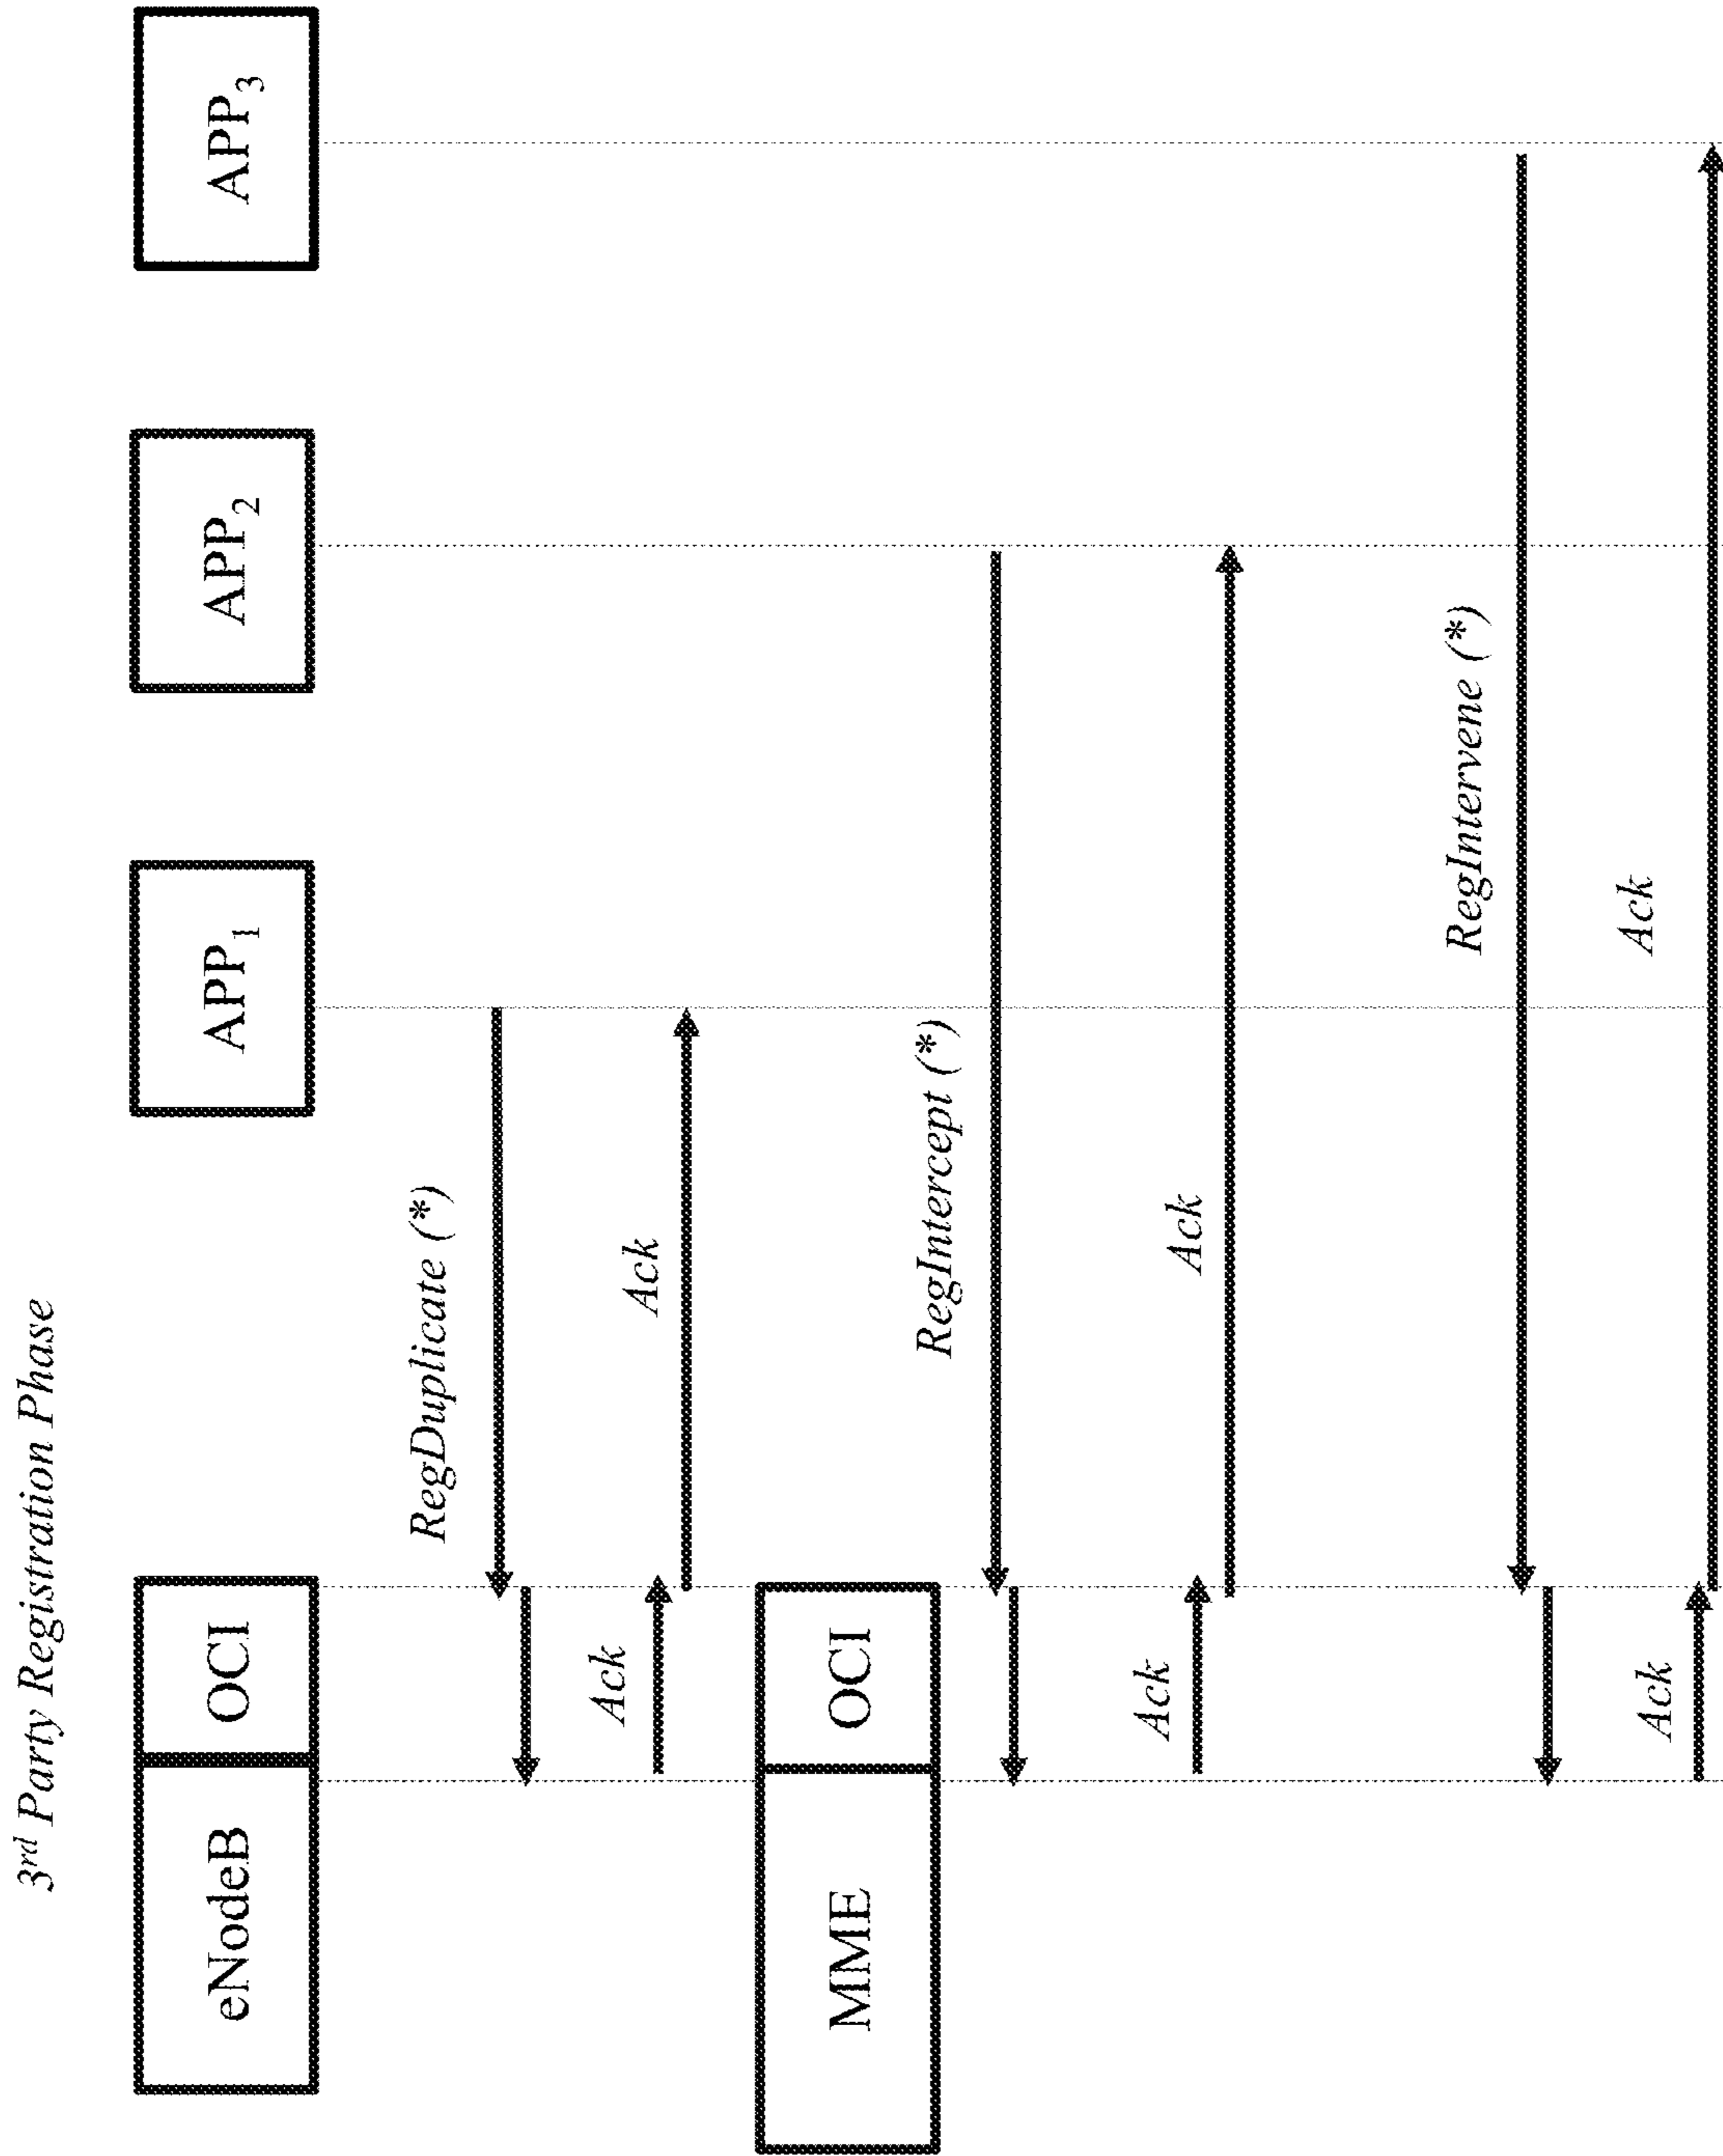 3rd Party Registration Phase
eNodeB
OCI
APP1
APP2
APP3
RegDuplicate (*)
Ack
Ack
MME
OCI
RegIntercept (*)
Ack
Ack
RegIntervene (*)
Ack
Ack